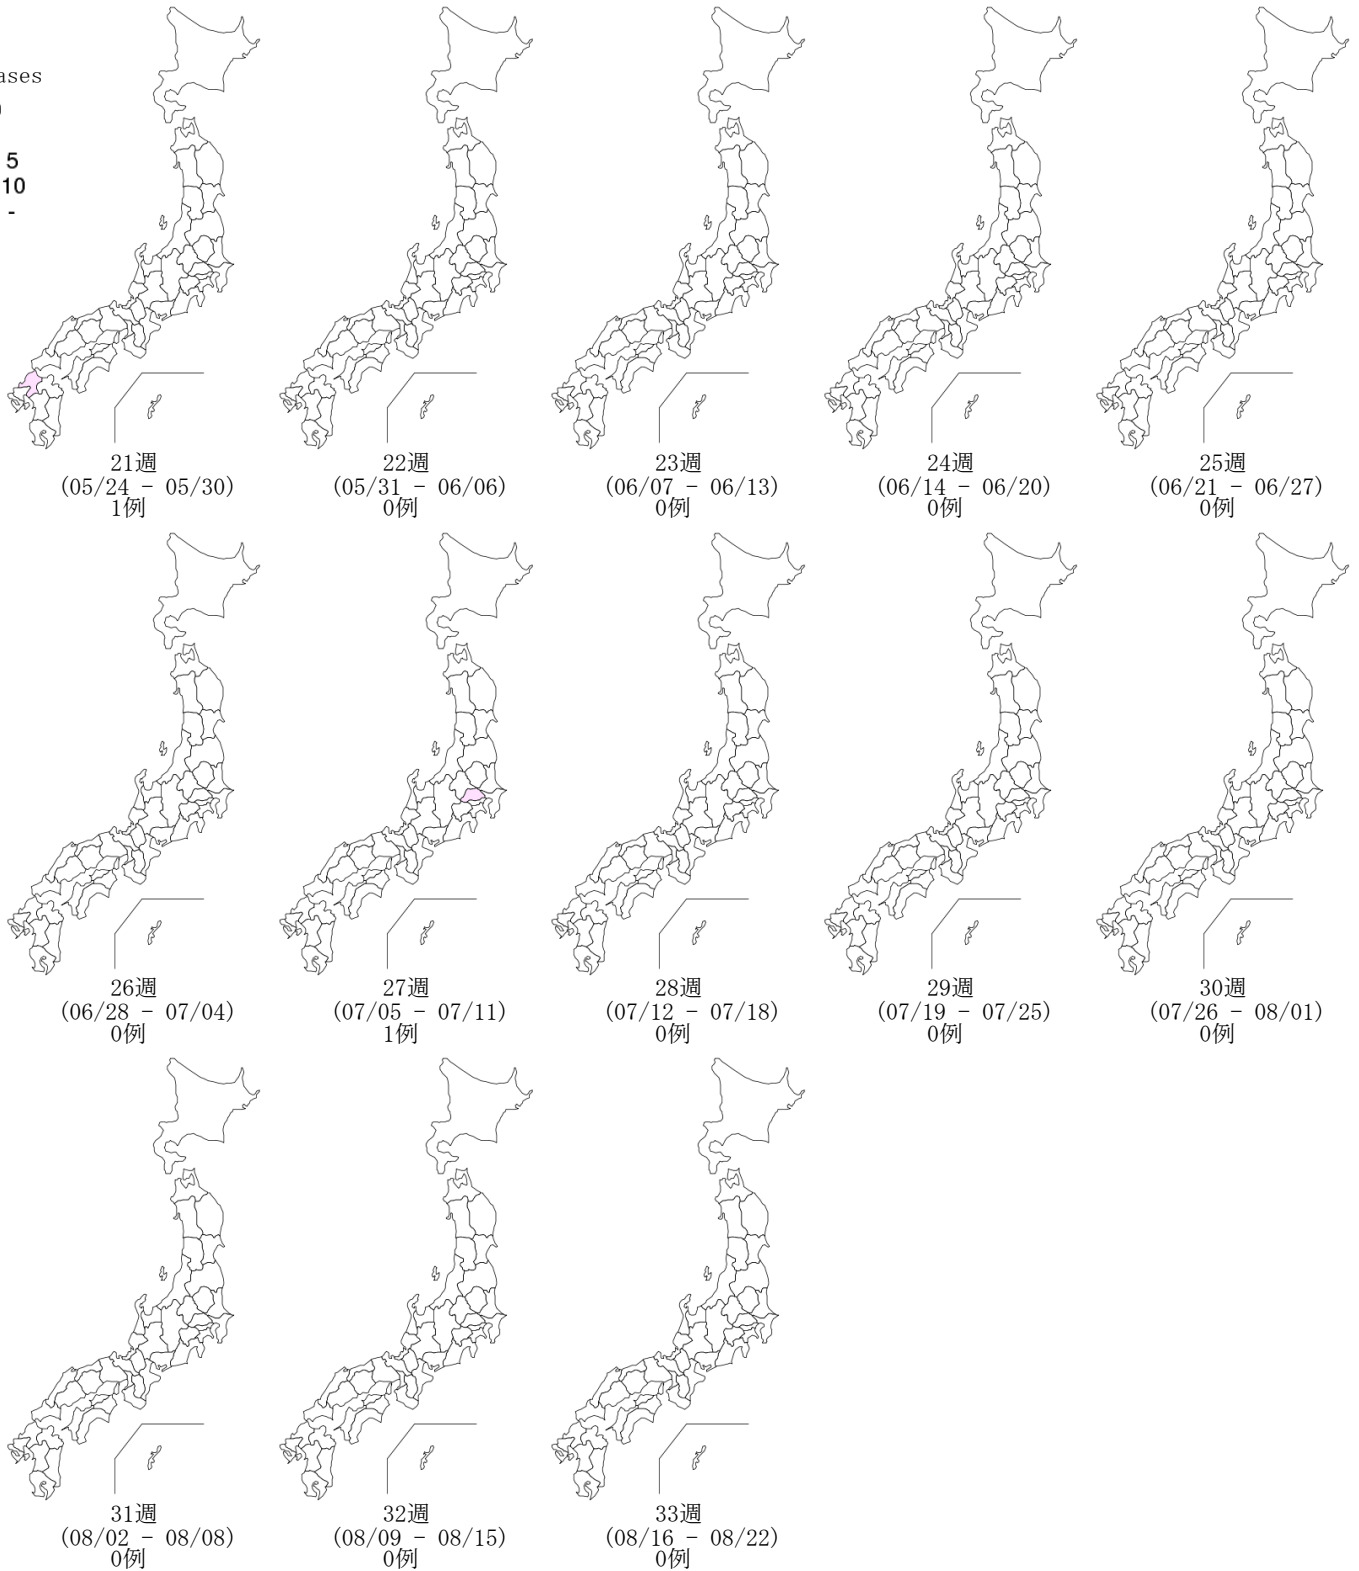 ases
5
10
-
21週
(05/24 - 05/30)
1例
22週
(05/31 - 06/06)
0例
23週
(06/07 - 06/13)
0例
24週
(06/14 - 06/20)
0例
25週
(06/21 - 06/27)
0例
26週
(06/28 - 07/04)
0例
27週
(07/05 - 07/11)
1例
28週
(07/12 - 07/18)
0例
29週
(07/19 - 07/25)
0例
30週
(07/26 - 08/01)
0例
31週
(08/02 - 08/08)
0例
32週
(08/09 - 08/15)
0例
33週
(08/16 - 08/22)
0例